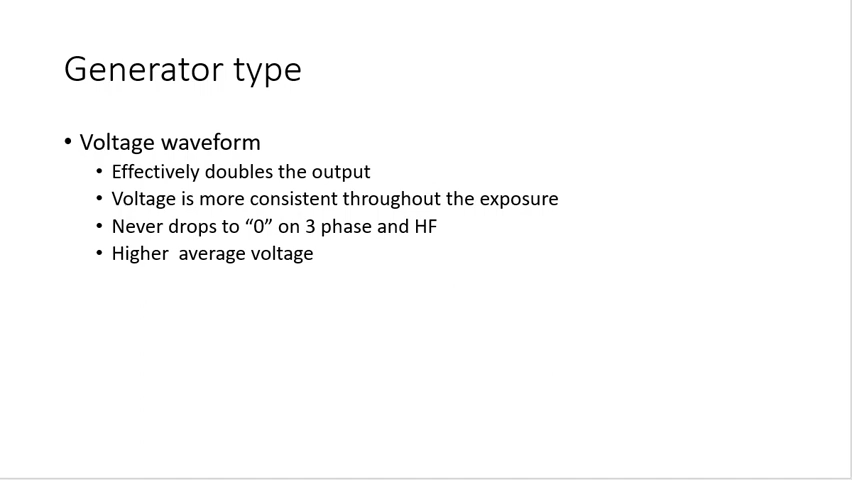 Generator type
• Voltage waveform
• Effectively doubles the output
• Voltage is more consistent throughout the exposure
• Never drops to “0” on 3 phase and HF
• Higher  average voltage